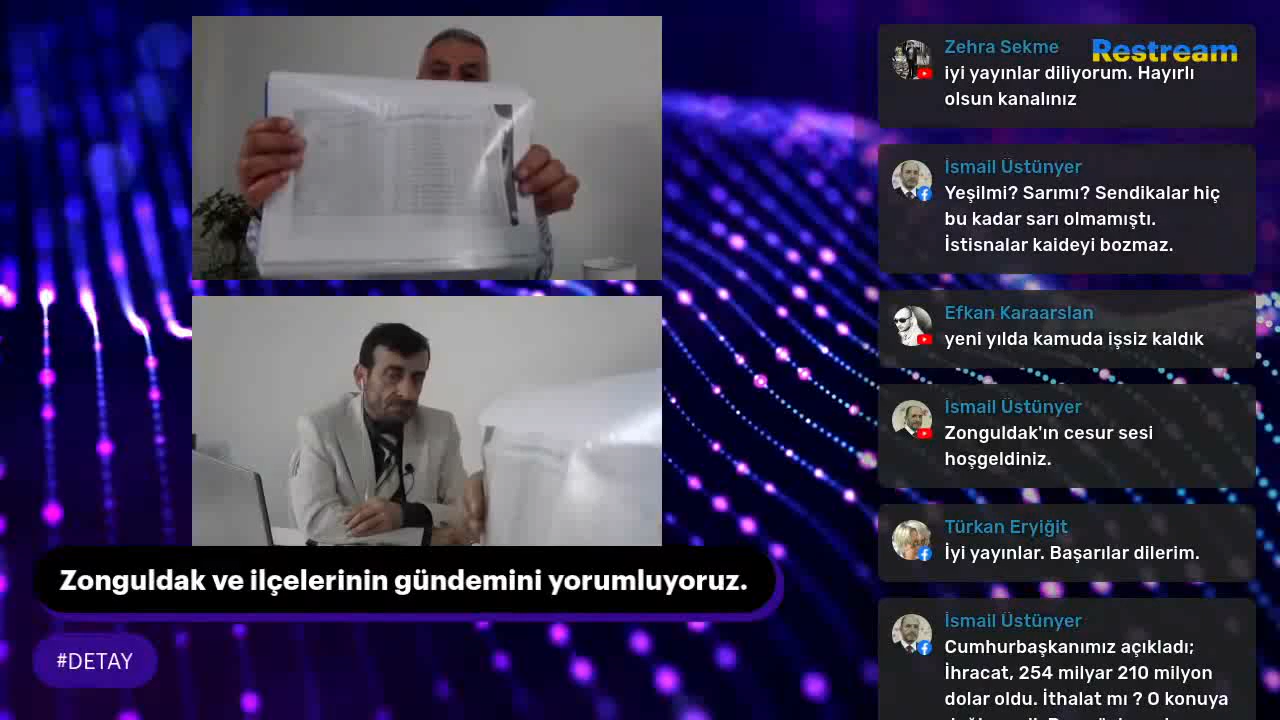 Zehra Sekme
Restream
iyi yayınlar diliyorum. Hayırlı
olsun kanalınız
İsmail Üstünyer
Yeşilmi? Sarımı? Sendikalar hiç
bu kadar sarı olmamıştı.
İstisnalar kaideyi bozmaz.
Efkan Karaarslan
yeni yılda kamuda işsiz kaldık
İsmail Üstünyer
Zonguldak'ın cesur sesi
hoşgeldiniz.
Türkan Eryiğit
İyi yayınlar. Başarılar dilerim.
İsmail Üstünyer
Cumhurbaşkanımız açıkladı;
İhracat, 254 milyar 210 milyon
dolar oldu. İthalat mı ? O konuya
Zonguldak ve ilçelerinin gündemini yorumluyoruz.
#DETAY